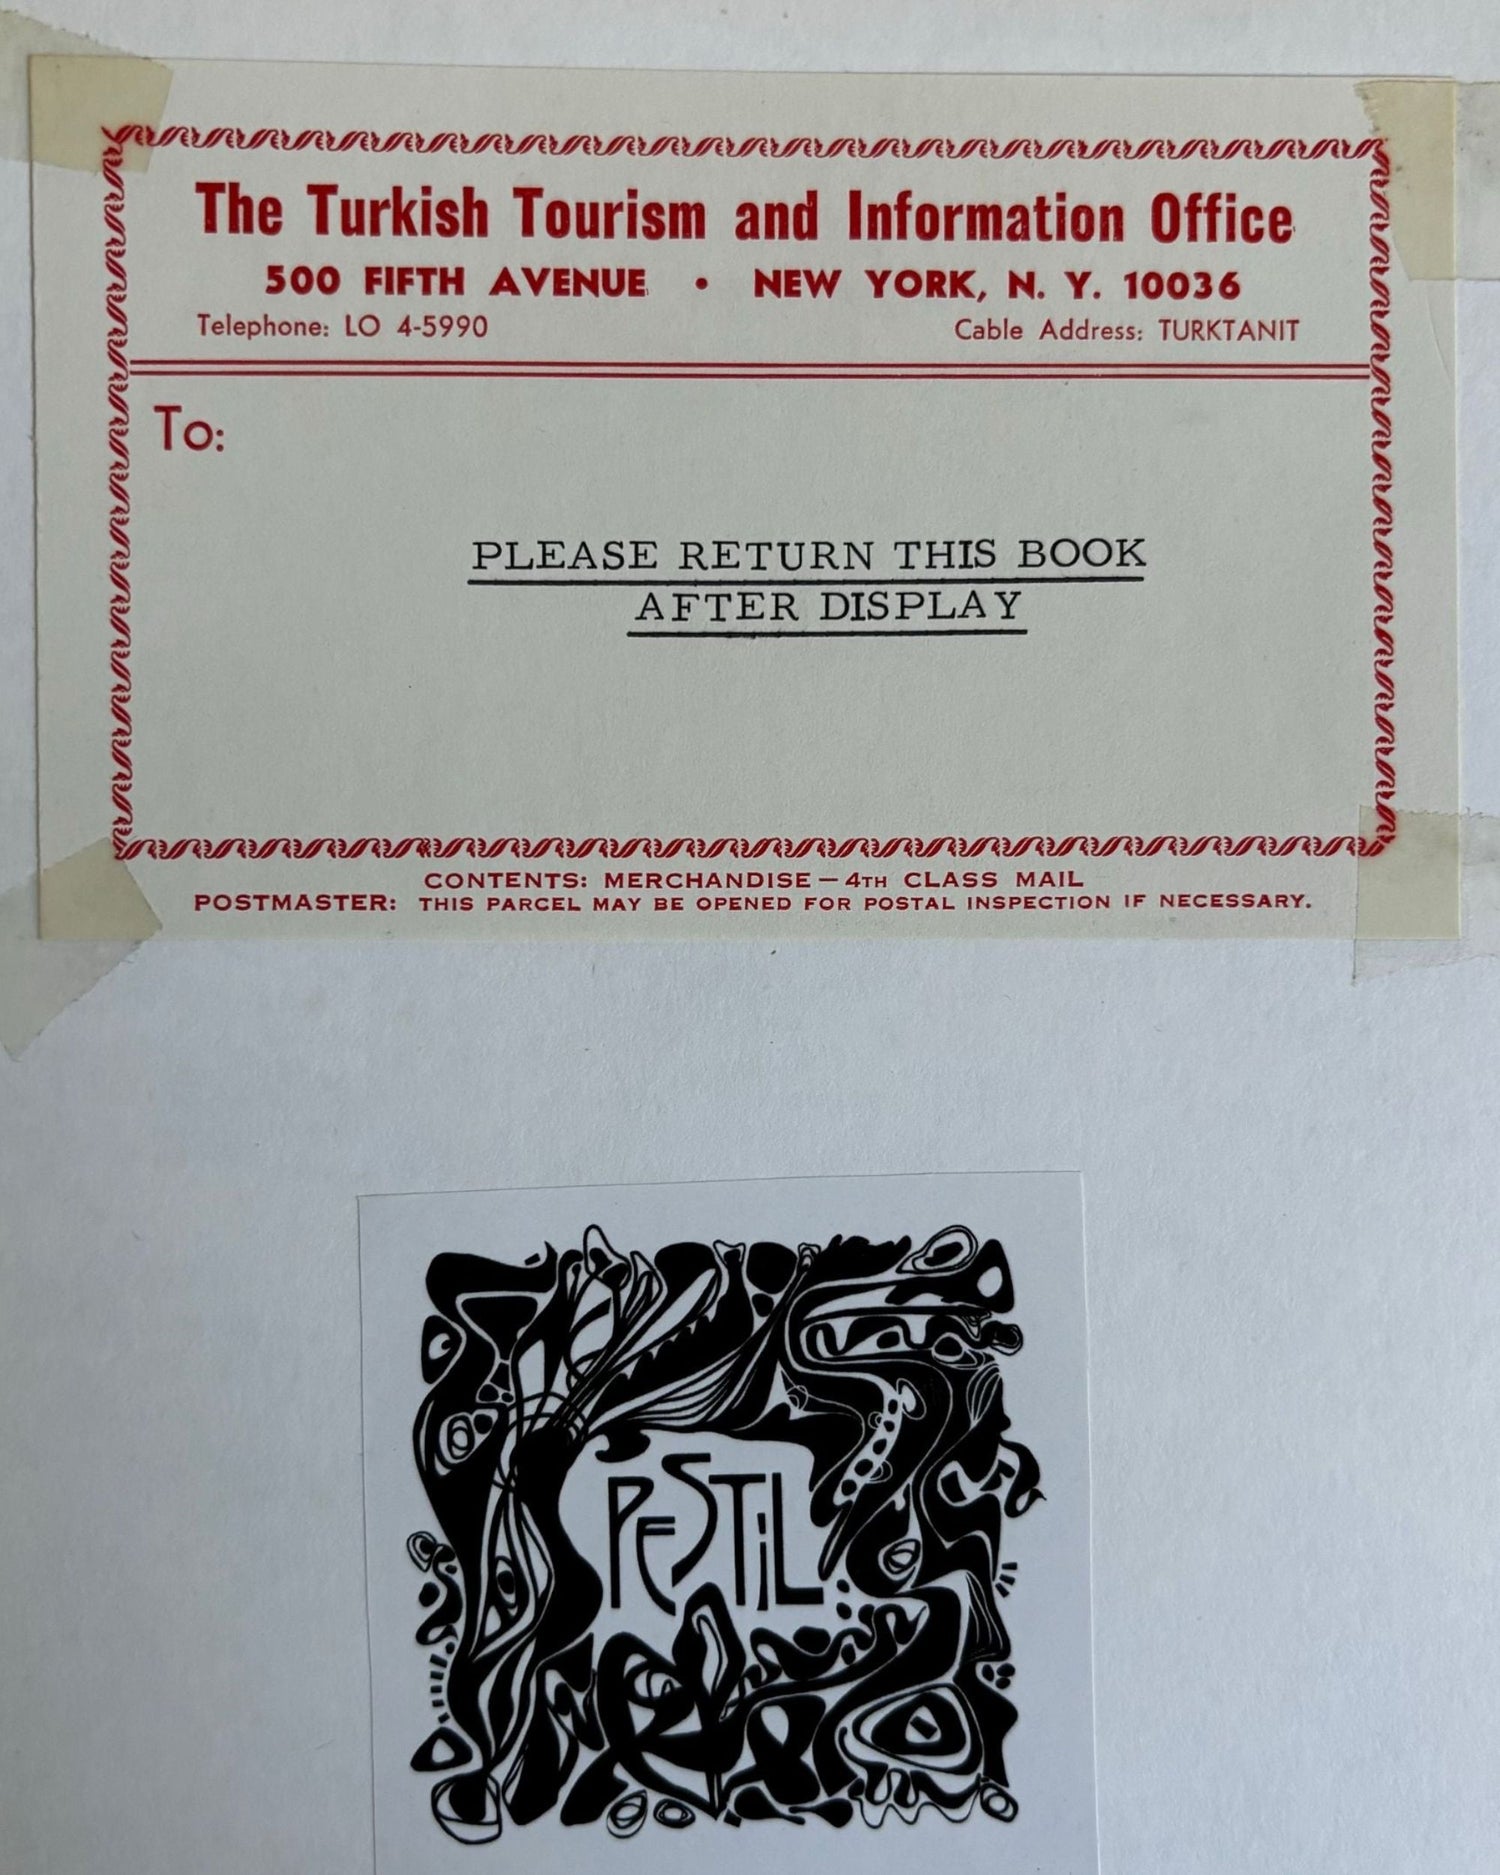 The Turkish Tourism and Information Office
500 FIFTH AVENUE • NEW YORK, N. Y. 10036
Telephone: LO 4-5990 Cable Address: TURKTANIT
To:
PLEASE RETURN THIS BOOK
AFTER DISPLAY
CONTENTS: MERCHANDISE — 4TH CLASS MAIL
POSTMASTER: THIS PARCEL MAY BE OPENED FOR POSTAL INSPECTION IF NECESSARY.
PeSTiL